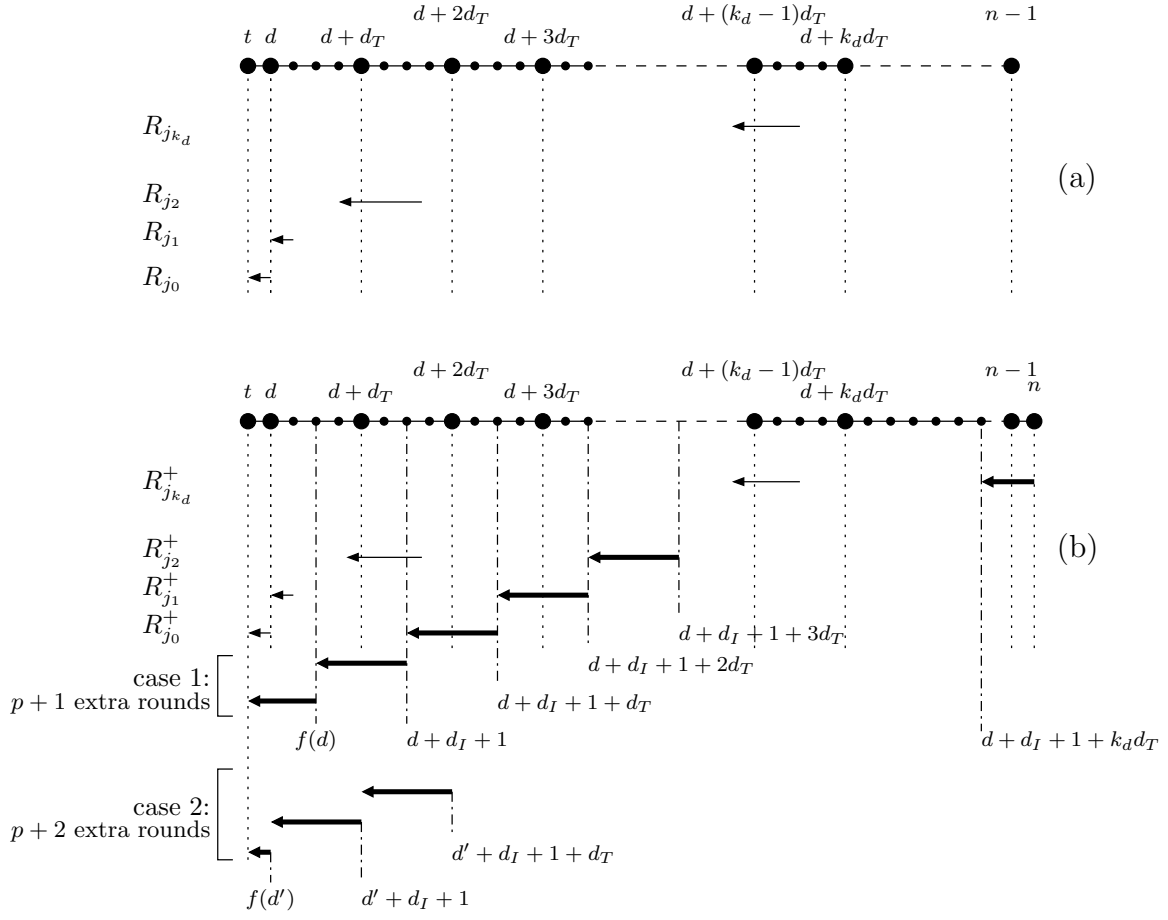 d + 2d_T d + (k_d − 1)d_T n − 1
t d d + d_T d + 3d_T d + k_d d_T
R_{j_{k_d}}
(a)
R_{j_2}
R_{j_1}
R_{j_0}
d + 2d_T d + (k_d − 1)d_T n − 1
t d d + d_T d + 3d_T d + k_d d_T n
R^+_{j_{k_d}}
R^+_{j_2} (b)
R^+_{j_1}
R^+_{j_0} d + d_I + 1 + 3d_T
case 1: d + d_I + 1 + 2d_T
p + 1 extra rounds d + d_I + 1 + d_T
f(d) d + d_I + 1 d + d_I + 1 + k_d d_T
case 2:
p + 2 extra rounds
d′ + d_I + 1 + d_T
f(d′) d′ + d_I + 1